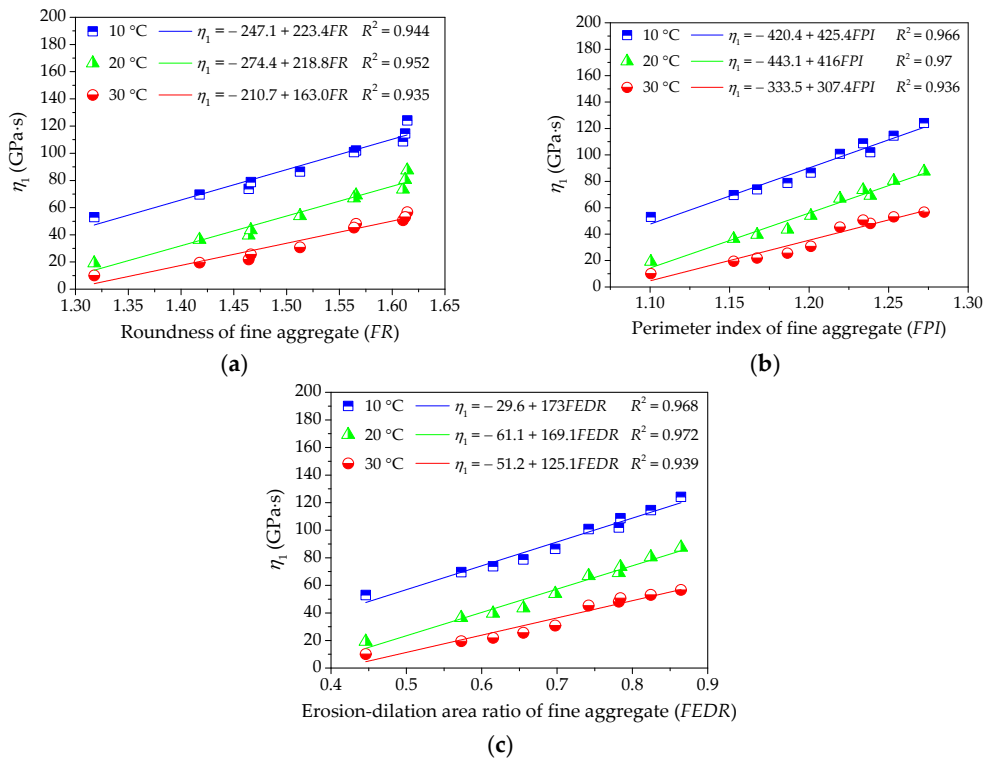 200
180
160
140
120
100
80
60
40
20
0
η₁ (GPa·s)
10 °C η₁ = − 247.1 + 223.4FR R² = 0.944
20 °C η₁ = − 274.4 + 218.8FR R² = 0.952
30 °C η₁ = − 210.7 + 163.0FR R² = 0.935
1.30 1.35 1.40 1.45 1.50 1.55 1.60 1.65
Roundness of fine aggregate (FR)
(a)
200
180
160
140
120
100
80
60
40
20
0
η₁ (GPa·s)
10 °C η₁ = − 420.4 + 425.4FPI R² = 0.966
20 °C η₁ = − 443.1 + 416FPI R² = 0.97
30 °C η₁ = − 333.5 + 307.4FPI R² = 0.936
1.10 1.15 1.20 1.25 1.30
Perimeter index of fine aggregate (FPI)
(b)
200
180
160
140
120
100
80
60
40
20
0
η₁ (GPa·s)
10 °C η₁ = − 29.6 + 173FEDR R² = 0.968
20 °C η₁ = − 61.1 + 169.1FEDR R² = 0.972
30 °C η₁ = − 51.2 + 125.1FEDR R² = 0.939
0.4 0.5 0.6 0.7 0.8 0.9
Erosion-dilation area ratio of fine aggregate (FEDR)
(c)